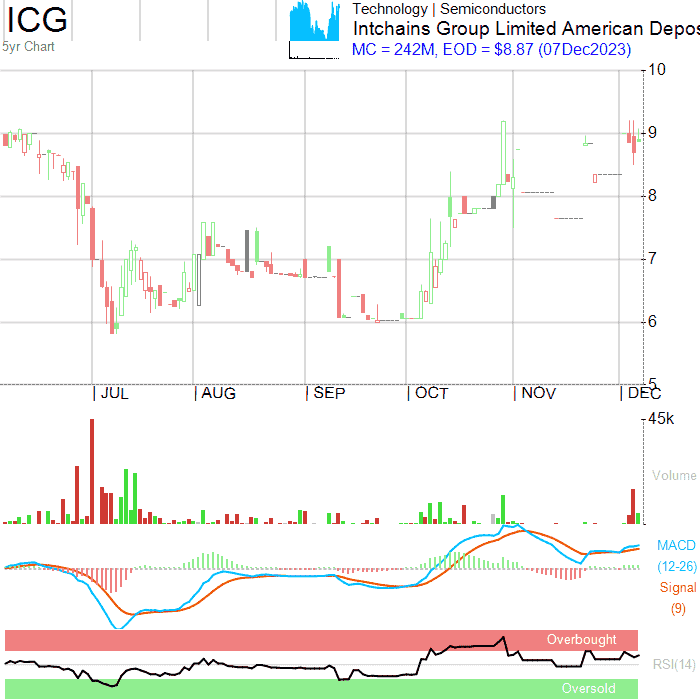 ICG
5yr Chart
Technology | Semiconductors
Intchains Group Limited American Depos
MC = 242M, EOD = $8.87 (07Dec2023)
10
9
8
7
6
5
JUL
AUG
SEP
OCT
NOV
DEC
45k
Volume
MACD
(12-26)
Signal
(9)
Overbought
RSI(14)
Oversold